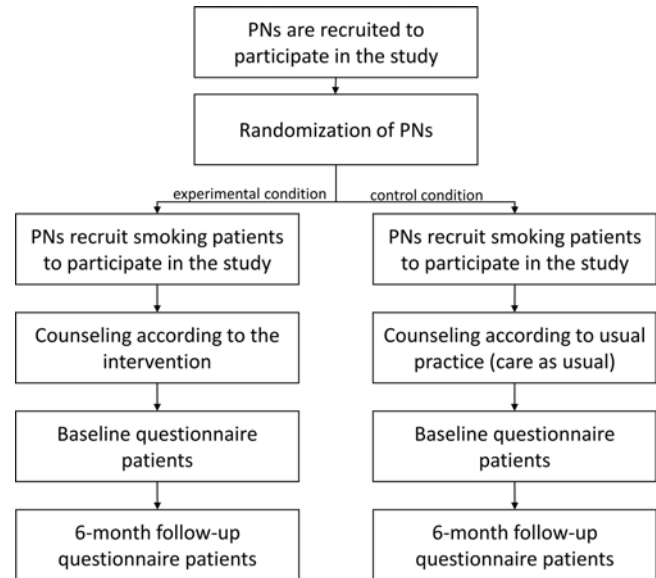 PNs are recruited to
participate in the study
Randomization of PNs
experimental condition
control condition
PNs recruit smoking patients
to participate in the study
Counseling according to the
intervention
Baseline questionnaire
patients
6-month follow-up
questionnaire patients
PNs recruit smoking patients
to participate in the study
Counseling according to usual
practice (care as usual)
Baseline questionnaire
patients
6-month follow-up
questionnaire patients